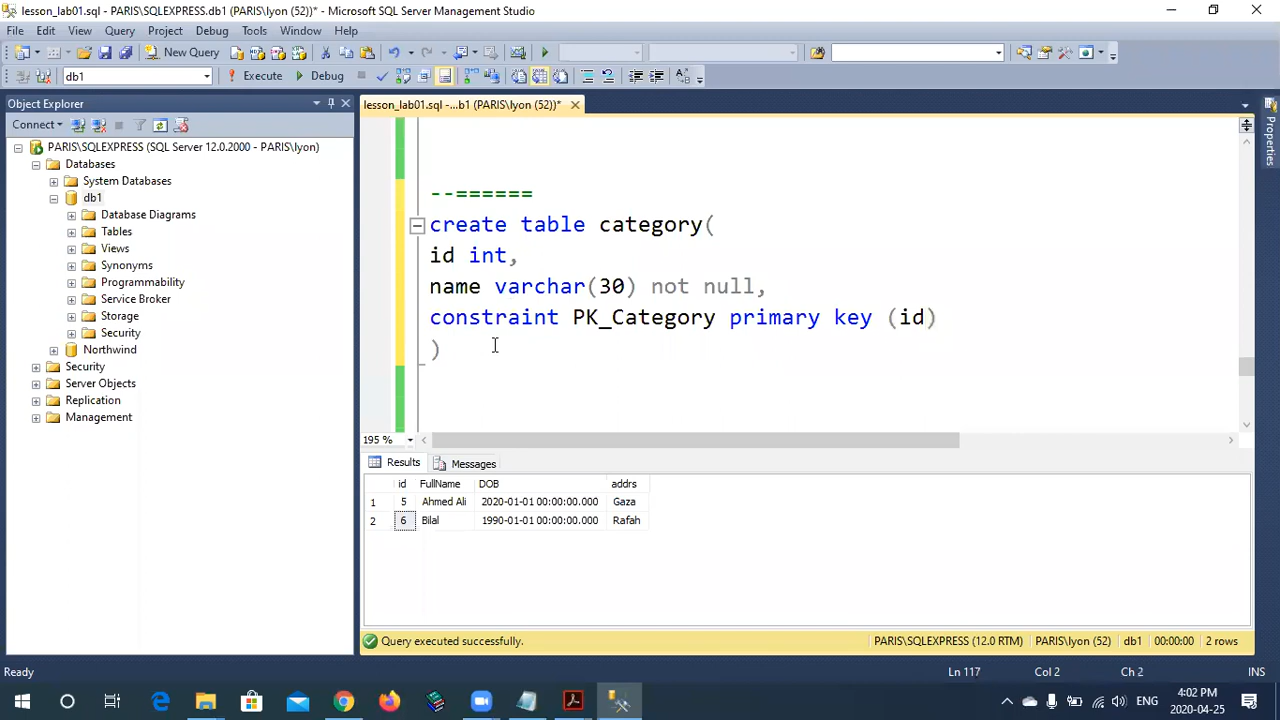 lesson_lab01.sql - PARIS\SQLEXPRESS.db1 (PARIS\lyon (52))* - Microsoft SQL Server Management Studio
File Edit View Query Project Debug Tools Window Help
New Query
db1 Execute Debug
Object Explorer
Connect
PARIS\SQLEXPRESS (SQL Server 12.0.2000 - PARIS\lyon)
Databases
System Databases
db1
Database Diagrams
Tables
Views
Synonyms
Programmability
Service Broker
Storage
Security
Northwind
Security
Server Objects
Replication
Management
lesson_lab01.sql -...b1 (PARIS\lyon (52))*
--======
create table category(
id int,
name varchar(30) not null,
constraint PK_Category primary key (id)
)
195 %
Results Messages
id FullName DOB addrs
1 5 Ahmed Ali 2020-01-01 00:00:00.000 Gaza
2 6 Bilal 1990-01-01 00:00:00.000 Rafah
Query executed successfully. PARIS\SQLEXPRESS (12.0 RTM) PARIS\lyon (52) db1 00:00:00 2 rows
Properties
Ready Ln 117 Col 2 Ch 2 INS
ENG 4:02 PM
2020-04-25